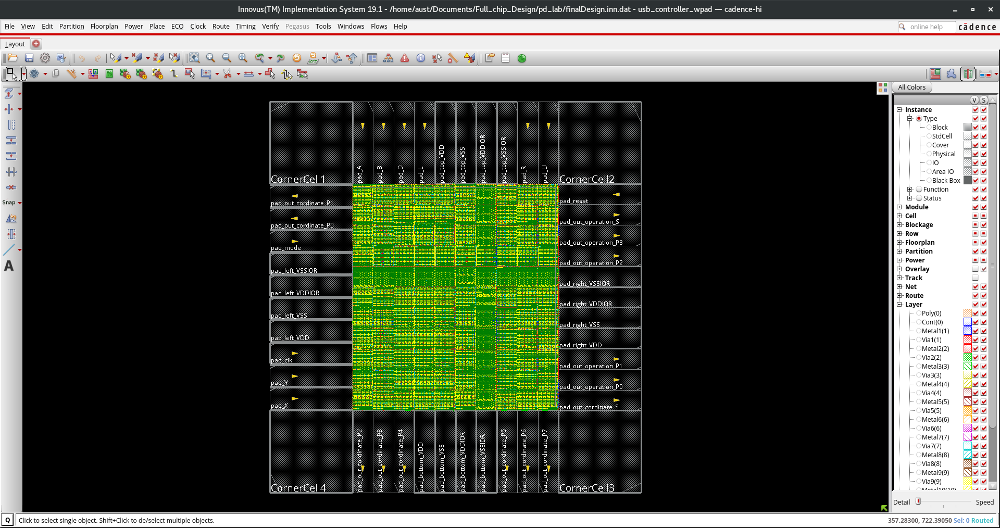 Innovus(TM) Implementation System 19.1 - /home/aust/Documents/Full_chip_Design/pd_lab/finalDesign.inn.dat - usb_controller_wpad — cadence-hi
File View Edit Partition Floorplan Power Place ECO Clock Route Timing Verify Pegasus Tools Windows Flows Help
online help
cādence
Layout
All Colors
V S
Snap
A
pad_A
pad_B
pad_D
pad_L
pad_top_VDD
pad_top_VSS
pad_top_VDDIOR
pad_top_VSSIOR
pad_R
pad_U
CornerCell1
CornerCell2
pad_out_cordinate_P1
pad_out_cordinate_P0
pad_mode
pad_left_VSSIOR
pad_left_VDDIOR
pad_left_VSS
pad_left_VDD
pad_clk
pad_Y
pad_X
pad_reset
pad_out_operation_S
pad_out_operation_P3
pad_out_operation_P2
pad_right_VSSIOR
pad_right_VDDIOR
pad_right_VSS
pad_right_VDD
pad_out_operation_P1
pad_out_operation_P0
pad_out_cordinate_S
pad_out_cordinate_P2
pad_out_cordinate_P3
pad_out_cordinate_P4
pad_bottom_VDD
pad_bottom_VSS
pad_bottom_VDDIOR
pad_bottom_VSSIOR
pad_out_cordinate_P5
pad_out_cordinate_P6
pad_out_cordinate_P7
CornerCell4
CornerCell3
Instance
Type
Block
StdCell
Cover
Physical
IO
Area IO
Black Box
Function
Status
Module
Cell
Blockage
Row
Floorplan
Partition
Power
Overlay
Track
Net
Route
Layer
Poly(0)
Cont(0)
Metal1(1)
Via1(1)
Metal2(2)
Via2(2)
Metal3(3)
Via3(3)
Metal4(4)
Via4(4)
Metal5(5)
Via5(5)
Metal6(6)
Via6(6)
Metal7(7)
Via7(7)
Metal8(8)
Via8(8)
Metal9(9)
Via9(9)
Metal10(10)
Detail Speed
Q Click to select single object. Shift+Click to de/select multiple objects.
357.28300, 722.39050 Sel: 0 Routed